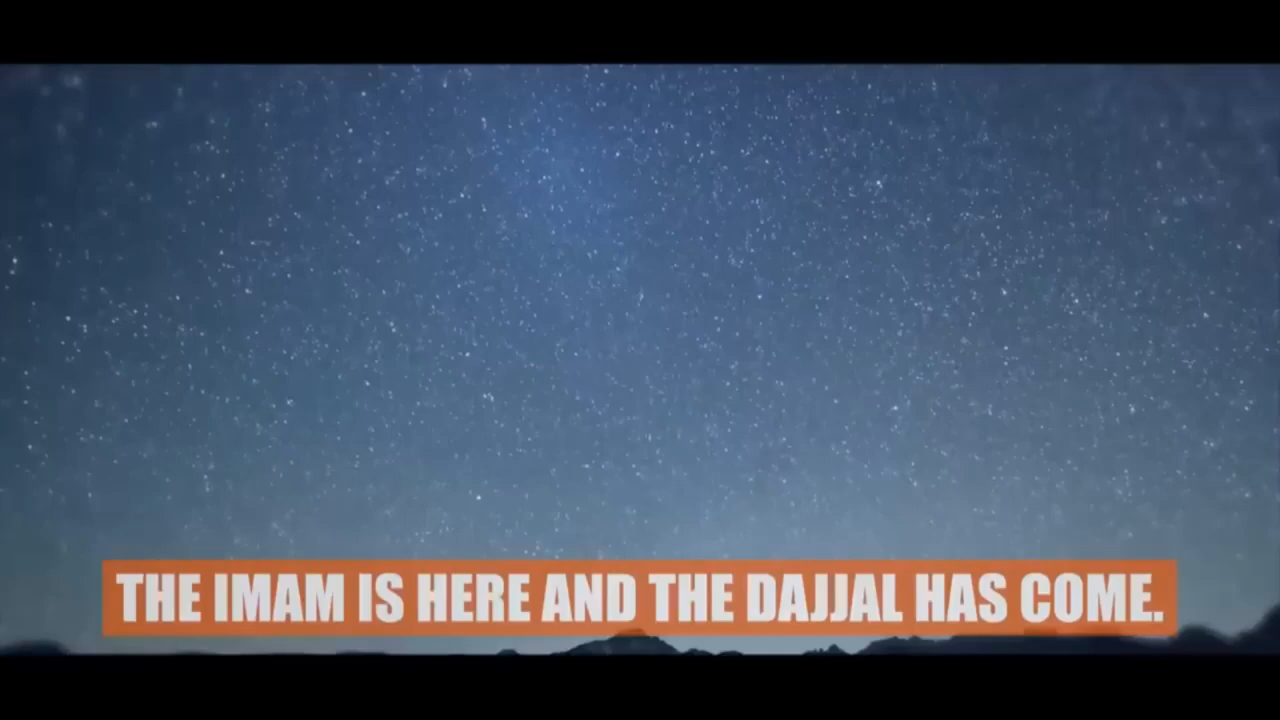 THE IMAM IS HERE AND THE DAJJAL HAS COME.